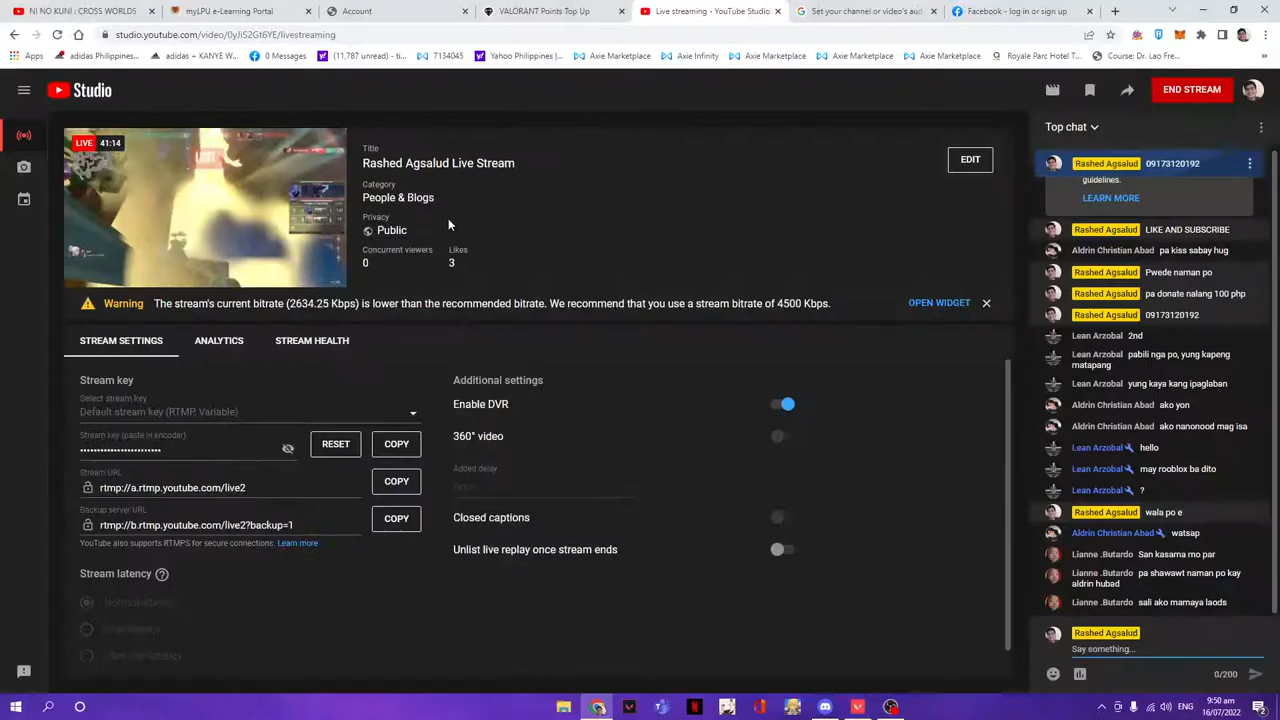 NI NO KUNI: CROSS WORLDS
myLPU e-Learning Portal
Account
VALORANT Points Top Up
Live streaming - YouTube Studio
Set your channel or video's aud
Facebook - log in or sign up
studio.youtube.com/video/0yJiS2Gt6YE/livestreaming
Apps
adidas Philippines...
adidas + KANYE W...
0 Messages
(11,787 unread) - ti...
7134045
Yahoo Philippines (...
Axie Marketplace
Axie Infinity
Axie Marketplace
Axie Marketplace
Axie Marketplace
Royale Parc Hotel T...
Course: Dr. Lao Fre...
Studio
END STREAM
LIVE 41:14
Title
Rashed Agsalud Live Stream
EDIT
Category
People & Blogs
Privacy
Public
Concurrent viewers
Likes
0
3
Warning The stream's current bitrate (2634.25 Kbps) is lower than the recommended bitrate. We recommend that you use a stream bitrate of 4500 Kbps.
OPEN WIDGET
STREAM SETTINGS
ANALYTICS
STREAM HEALTH
Stream key
Select stream key
Default stream key (RTMP, Variable)
Stream key (paste in encoder)
RESET
COPY
Stream URL
rtmp://a.rtmp.youtube.com/live2
COPY
Backup server URL
rtmp://b.rtmp.youtube.com/live2?backup=1
COPY
YouTube also supports RTMPS for secure connections. Learn more
Stream latency
Additional settings
Enable DVR
360° video
Added delay
None
Closed captions
Unlist live replay once stream ends
Top chat
Rashed Agsalud 09173120192
guidelines.
LEARN MORE
Rashed Agsalud LIKE AND SUBSCRIBE
Aldrin Christian Abad pa kiss sabay hug
Rashed Agsalud Pwede naman po
Rashed Agsalud pa donate nalang 100 php
Rashed Agsalud 09173120192
Lean Arzobal 2nd
Lean Arzobal pabili nga po, yung kapeng
matapang
Lean Arzobal yung kaya kang ipaglaban
Aldrin Christian Abad ako yon
Aldrin Christian Abad ako nanonood mag isa
Lean Arzobal hello
Lean Arzobal may rooblox ba dito
Lean Arzobal ?
Rashed Agsalud wala po e
Aldrin Christian Abad watsap
Lianne .Butardo San kasama mo par
Lianne .Butardo pa shawawt naman po kay
aldrin hubad
Lianne .Butardo sali ako mamaya laods
Rashed Agsalud
Say something...
0/200
ENG
9:50 am
16/07/2022